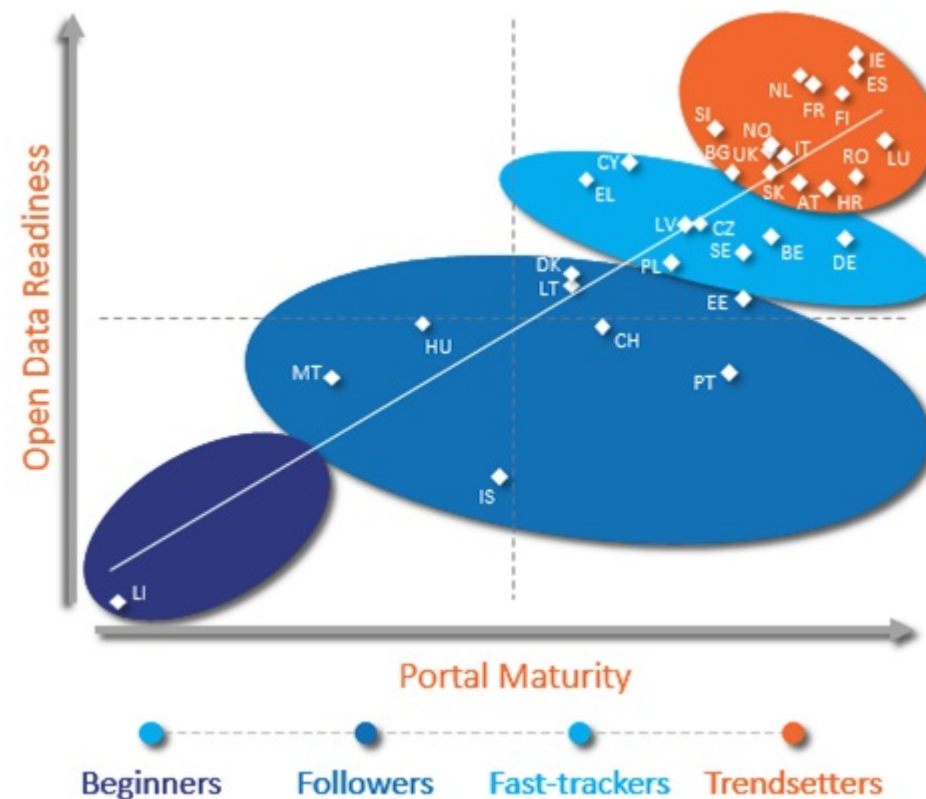 Open Data Readiness
IE
ES
NL
FR
FI
SI
NO
BG
UK
IT
RO
LU
SK
AT
HR
CY
EL
LV
CZ
SE
BE
DE
PL
DK
LT
EE
HU
CH
MT
PT
IS
LI
Portal Maturity
Beginners Followers Fast-trackers Trendsetters